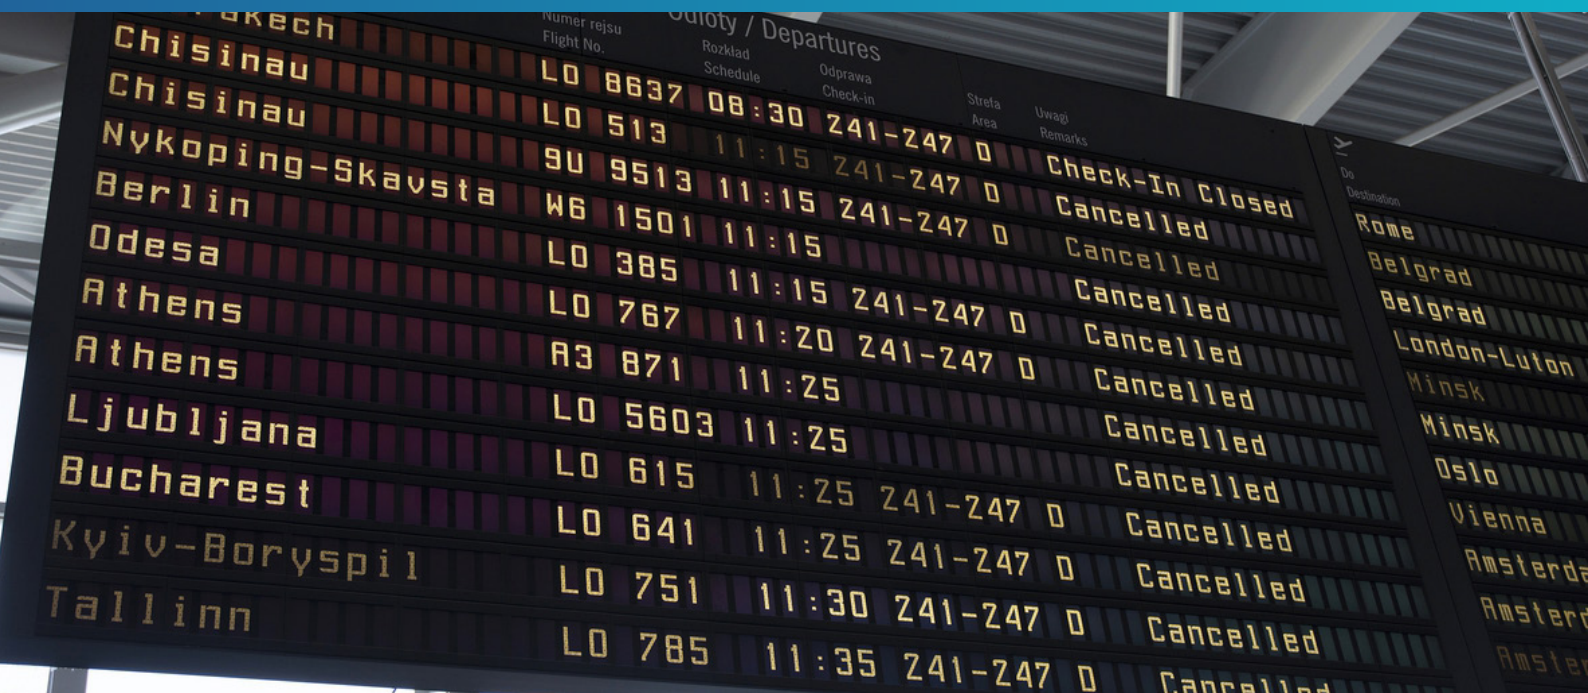 Odloty / Departures
Numer rejsu Rozkład Odprawa Strefa Uwagi
Flight No. Schedule Check-in Area Remarks
LO 8637 08:30 241-247 D Check-In Closed
Chisinau LO 513 11:15 241-247 D Cancelled
Chisinau 9U 9513 11:15 241-247 D Cancelled
Nykoping-Skavsta W6 1501 11:15 Cancelled
Berlin LO 385 11:15 241-247 D Cancelled
Odesa LO 767 11:20 241-247 D Cancelled
Athens A3 871 11:25 Cancelled
Athens LO 5603 11:25 Cancelled
Ljubljana LO 615 11:25 241-247 D Cancelled
Bucharest LO 641 11:25 241-247 D Cancelled
Kyiv-Boryspil LO 751 11:30 241-247 D Cancelled
Tallinn LO 785 11:35 241-247 D Cancelled
Do
Destination
Rome
Belgrad
Belgrad
London-Luton
Minsk
Minsk
Oslo
Vienna